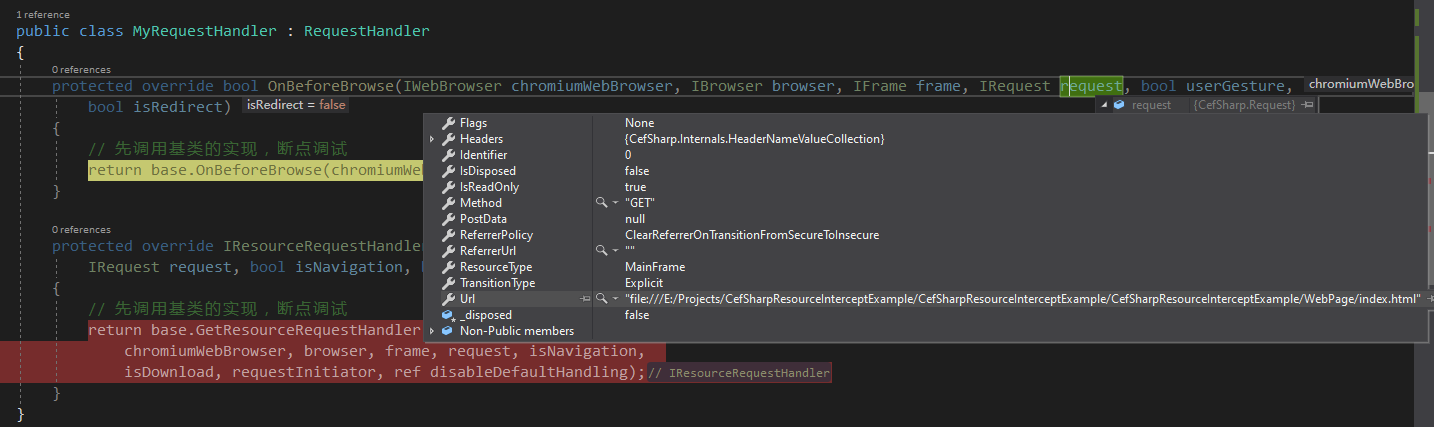 1 reference
public class MyRequestHandler : RequestHandler
{
0 references
protected override bool OnBeforeBrowse(IWebBrowser chromiumWebBrowser, IBrowser browser, IFrame frame, IRequest request, bool userGesture, chromiumWebBro
bool isRedirect) isRedirect = false
request {CefSharp.Request}
{
Flags None
// 先调用基类的实现，断点调试
Headers {CefSharp.Internals.HeaderNameValueCollection}
Identifier 0
return base.OnBeforeBrowse(chromiumWeb
IsDisposed false
IsReadOnly true
}
Method "GET"
PostData null
0 references
ReferrerPolicy ClearReferrerOnTransitionFromSecureToInsecure
protected override IResourceRequestHandler
ReferrerUrl ""
IRequest request, bool isNavigation,
ResourceType MainFrame
TransitionType Explicit
{
Url "file:///E:/Projects/CefSharpResourceInterceptExample/CefSharpResourceInterceptExample/CefSharpResourceInterceptExample/WebPage/index.html"
// 先调用基类的实现，断点调试
_disposed false
return base.GetResourceRequestHandler
Non-Public members
chromiumWebBrowser, browser, frame, request, isNavigation,
isDownload, requestInitiator, ref disableDefaultHandling); // IResourceRequestHandler
}
}